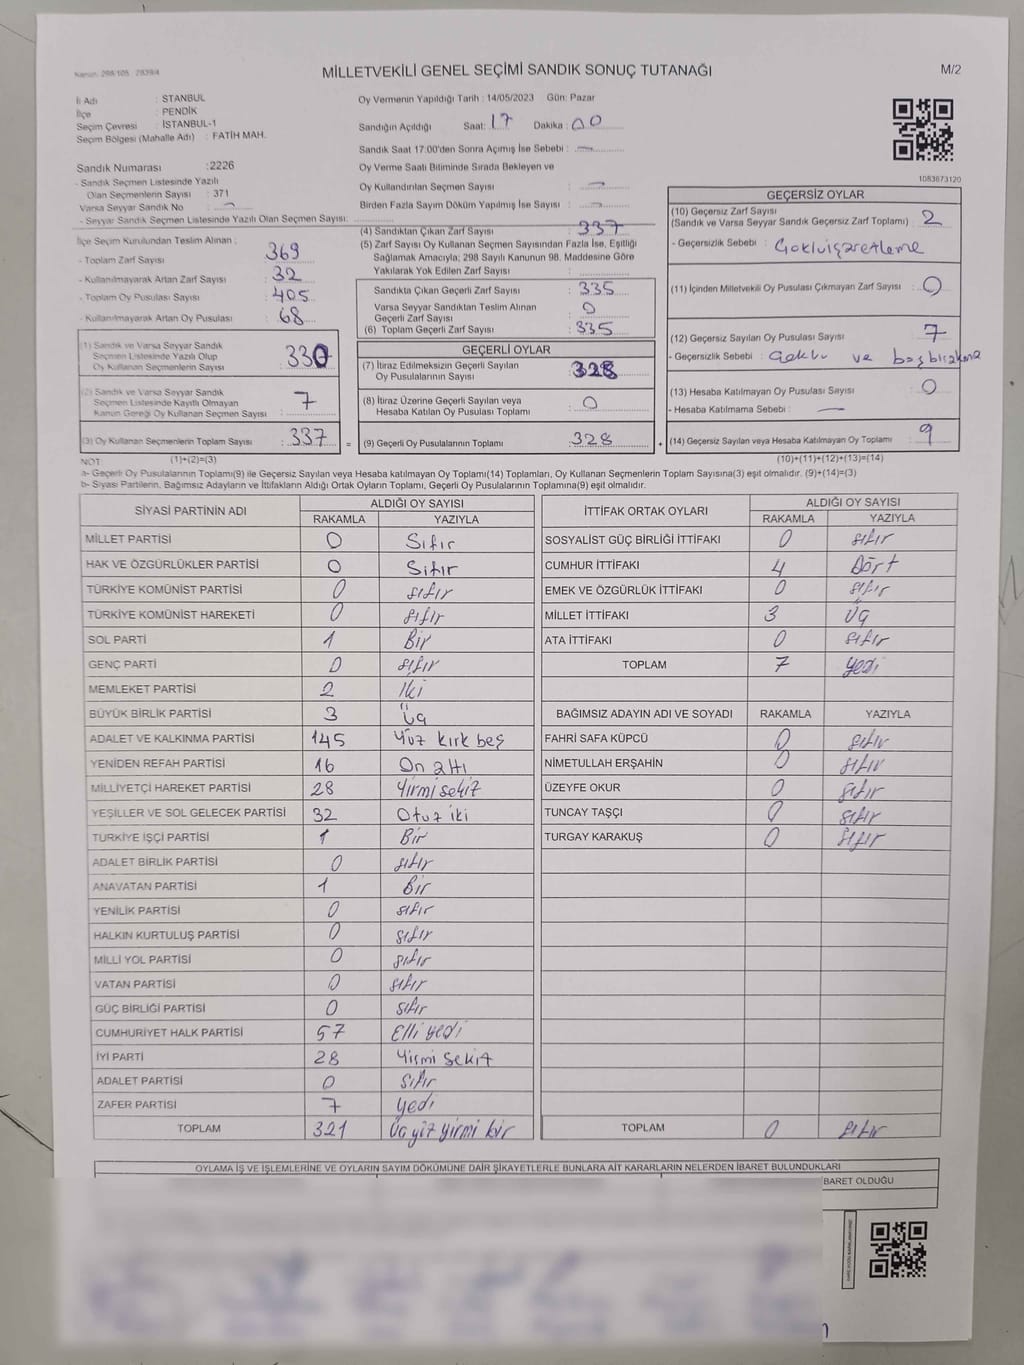 Kanun: 298/105 2839/4
MİLLETVEKİLİ GENEL SEÇİMİ SANDIK SONUÇ TUTANAĞI
M/2
İl Adı : STANBUL
İlçe : PENDİK
Seçim Çevresi : İSTANBUL-1
Seçim Bölgesi (Mahalle Adı) : FATİH MAH.
Sandık Numarası :2226
- Sandık Seçmen Listesinde Yazılı
Olan Seçmenlerin Sayısı : 371
Varsa Seyyar Sandık No : —
- Seyyar Sandık Seçmen Listesinde Yazılı Olan Seçmen Sayısı:
Oy Vermenin Yapıldığı Tarih : 14/05/2023 Gün: Pazar
Sandığın Açıldığı Saat: 17 Dakika : 00
Sandık Saat 17:00'den Sonra Açımış İse Sebebi : —
Oy Verme Saati Bitiminde Sırada Bekleyen ve
Oy Kullandırılan Seçmen Sayısı : —
Birden Fazla Sayım Döküm Yapılmış İse Sayısı : —
1083873120
İlçe Seçim Kurulundan Teslim Alınan :
- Toplam Zarf Sayısı : 369
- Kullanılmayarak Artan Zarf Sayısı : 32
- Toplam Oy Pusulası Sayısı : 405
- Kullanılmayarak Artan Oy Pusulası : 68
(1) Sandık ve Varsa Seyyar Sandık
Seçmen Listesinde Yazılı Olup
Oy Kullanan Seçmenlerin Sayısı : 330
(2) Sandık ve Varsa Seyyar Sandık
Seçmen Listesinde Kayıtlı Olmayan
Kanun Gereği Oy Kullanan Seçmen Sayısı : 7
(3) Oy Kullanan Seçmenlerin Toplam Sayısı : 337
(1)+(2)=(3)
(4) Sandıktan Çıkan Zarf Sayısı : 337
(5) Zarf Sayısı Oy Kullanan Seçmen Sayısından Fazla İse, Eşitliği
Sağlamak Amacıyla; 298 Sayılı Kanunun 98. Maddesine Göre
Yakılarak Yok Edilen Zarf Sayısı :
Sandıkta Çıkan Geçerli Zarf Sayısı : 335
Varsa Seyyar Sandıktan Teslim Alınan
Geçerli Zarf Sayısı : 0
(6) Toplam Geçerli Zarf Sayısı : 335
GEÇERLİ OYLAR
(7) İtiraz Edilmeksizin Geçerli Sayılan
Oy Pusulalarının Sayısı : 328
(8) İtiraz Üzerine Geçerli Sayılan veya
Hesaba Katılan Oy Pusulası Toplamı : 0
= (9) Geçerli Oy Pusulalarının Toplamı : 328
GEÇERSİZ OYLAR
(10) Geçersiz Zarf Sayısı
(Sandık ve Varsa Seyyar Sandık Geçersiz Zarf Toplamı) : 2
- Geçersizlik Sebebi : Çoklu işaretleme
(11) İçinden Milletvekili Oy Pusulası Çıkmayan Zarf Sayısı : 0
(12) Geçersiz Sayılan Oy Pusulası Sayısı : 7
- Geçersizlik Sebebi : Çoklu ve boş bırakma
(13) Hesaba Katılmayan Oy Pusulası Sayısı : 0
- Hesaba Katılmama Sebebi : —
+ (14) Geçersiz Sayılan veya Hesaba Katılmayan Oy Toplamı : 9
(10)+(11)+(12)+(13)=(14)
NOT:
a- Geçerli Oy Pusulalarının Toplamı(9) ile Geçersiz Sayılan veya Hesaba katılmayan Oy Toplamı(14) Toplamları, Oy Kullanan Seçmenlerin Toplam Sayısına(3) eşit olmalıdır. (9)+(14)=(3)
b- Siyasi Partilerin, Bağımsız Adayların ve İttifakların Aldığı Ortak Oyların Toplamı, Geçerli Oy Pusulalarının Toplamına(9) eşit olmalıdır.
SİYASİ PARTİNİN ADI ALDIĞI OY SAYISI
RAKAMLA YAZIYLA
MİLLET PARTİSİ 0 Sıfır
HAK VE ÖZGÜRLÜKLER PARTİSİ 0 Sıfır
TÜRKİYE KOMÜNİST PARTİSİ 0 sıfır
TÜRKİYE KOMÜNİST HAREKETİ 0 sıfır
SOL PARTİ 1 Bir
GENÇ PARTİ 0 sıfır
MEMLEKET PARTİSİ 2 İki
BÜYÜK BİRLİK PARTİSİ 3 üç
ADALET VE KALKINMA PARTİSİ 145 Yüz kırk beş
YENİDEN REFAH PARTİSİ 16 On altı
MİLLİYETÇİ HAREKET PARTİSİ 28 Yirmi sekiz
YEŞİLLER VE SOL GELECEK PARTİSİ 32 Otuz iki
TÜRKİYE İŞÇİ PARTİSİ 1 Bir
ADALET BİRLİK PARTİSİ 0 sıfır
ANAVATAN PARTİSİ 1 Bir
YENİLİK PARTİSİ 0 sıfır
HALKIN KURTULUŞ PARTİSİ 0 sıfır
MİLLİ YOL PARTİSİ 0 sıfır
VATAN PARTİSİ 0 sıfır
GÜÇ BİRLİĞİ PARTİSİ 0 sıfır
CUMHURİYET HALK PARTİSİ 57 Elli yedi
İYİ PARTİ 28 Yirmi Sekiz
ADALET PARTİSİ 0 Sıfır
ZAFER PARTİSİ 7 yedi
TOPLAM 321 Üç yüz yirmi bir
İTTİFAK ORTAK OYLARI ALDIĞI OY SAYISI
RAKAMLA YAZIYLA
SOSYALİST GÜÇ BİRLİĞİ İTTİFAKI 0 sıfır
CUMHUR İTTİFAKI 4 Dört
EMEK VE ÖZGÜRLÜK İTTİFAKI 0 sıfır
MİLLET İTTİFAKI 3 Üç
ATA İTTİFAKI 0 sıfır
TOPLAM 7 yedi
BAĞIMSIZ ADAYIN ADI VE SOYADI RAKAMLA YAZIYLA
FAHRİ SAFA KÜPCÜ 0 sıfır
NİMETULLAH ERŞAHİN 0 sıfır
ÜZEYFE OKUR 0 sıfır
TUNCAY TAŞÇI 0 sıfır
TURGAY KARAKUŞ 0 sıfır
TOPLAM 0 sıfır
OYLAMA İŞ VE İŞLEMLERİNE VE OYLARIN SAYIM DÖKÜMÜNE DAİR ŞİKAYETLERLE BUNLARA AİT KARARLARIN NELERDEN İBARET BULUNDUKLARI
BARET OLDUĞU